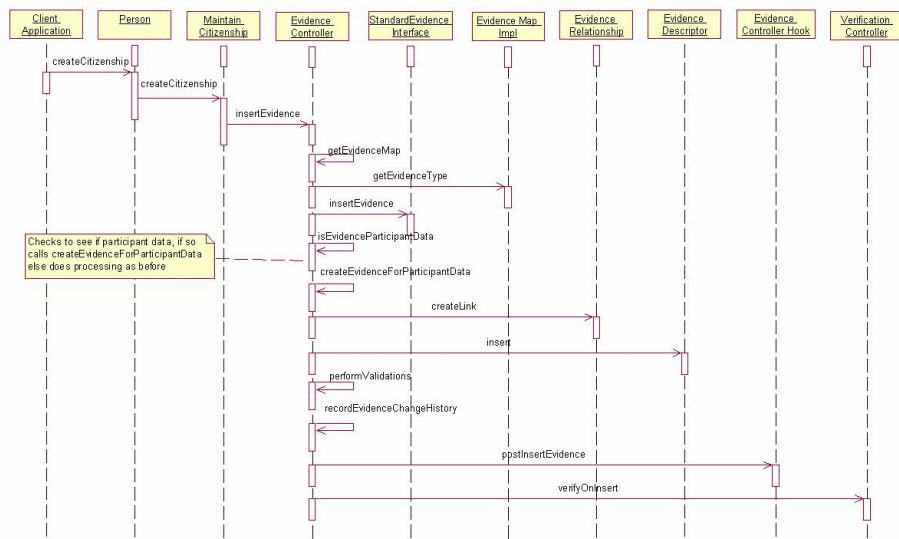 Client
Application
Person
Maintain
Citizenship
Evidence
Controller
StandardEvidence
Interface
Evidence Map
Impl
Evidence
Relationship
Evidence
Descriptor
Evidence
Controller Hook
Verification
Controller
createCitizenship
createCitizenship
insertEvidence
getEvidenceMap
getEvidenceType
insertEvidence
isEvidenceParticipantData
Checks to see if participant data, if so
calls createEvidenceForParticipantData
else does processing as before
createEvidenceForParticipantData
createLink
insert
performValidations
recordEvidenceChangeHistory
postInsertEvidence
verifyOnInsert